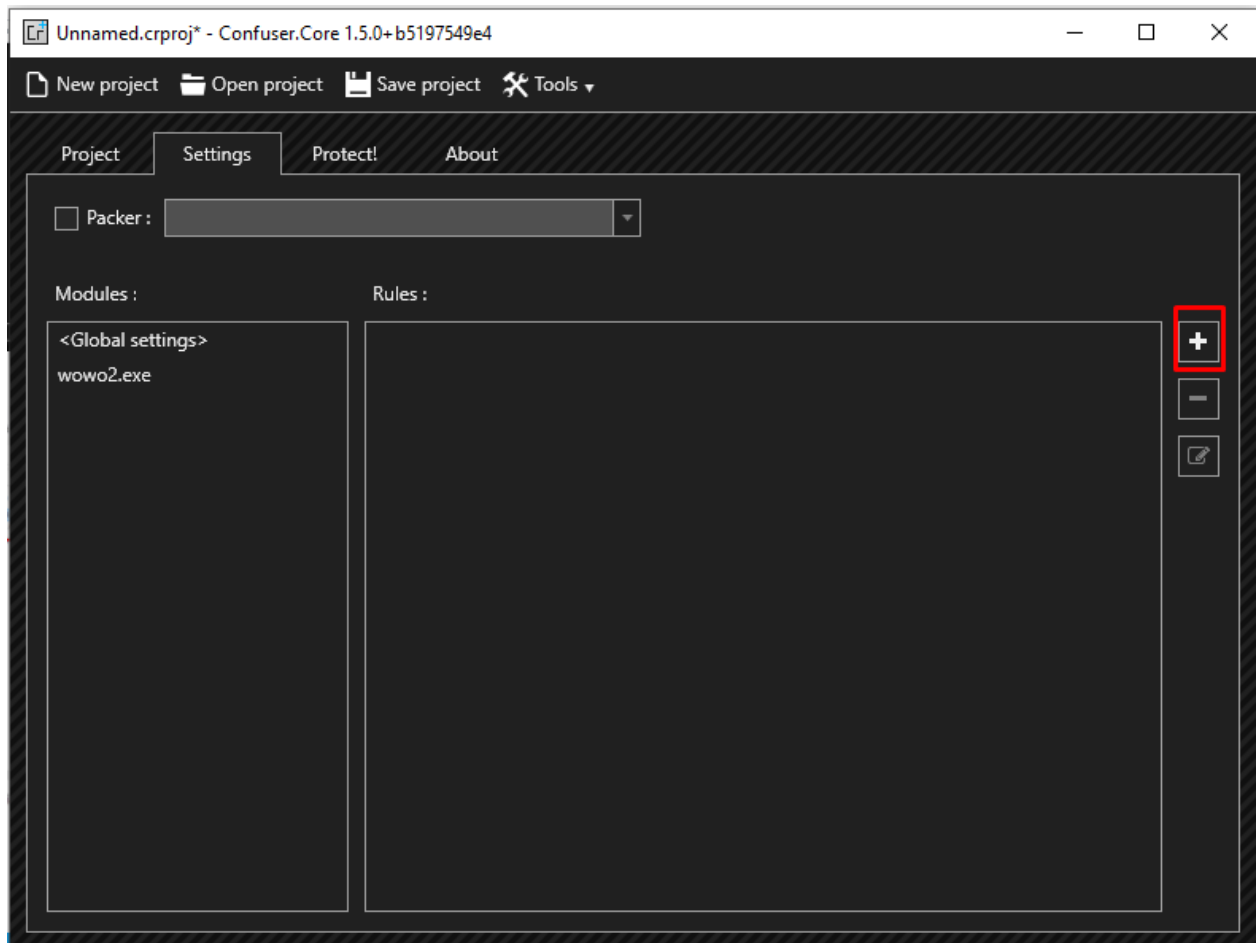 Unnamed.crproj* - Confuser.Core 1.5.0+b5197549e4
New project Open project Save project Tools
Project Settings Protect! About
Packer :
Modules : Rules :
<Global settings>
wowo2.exe